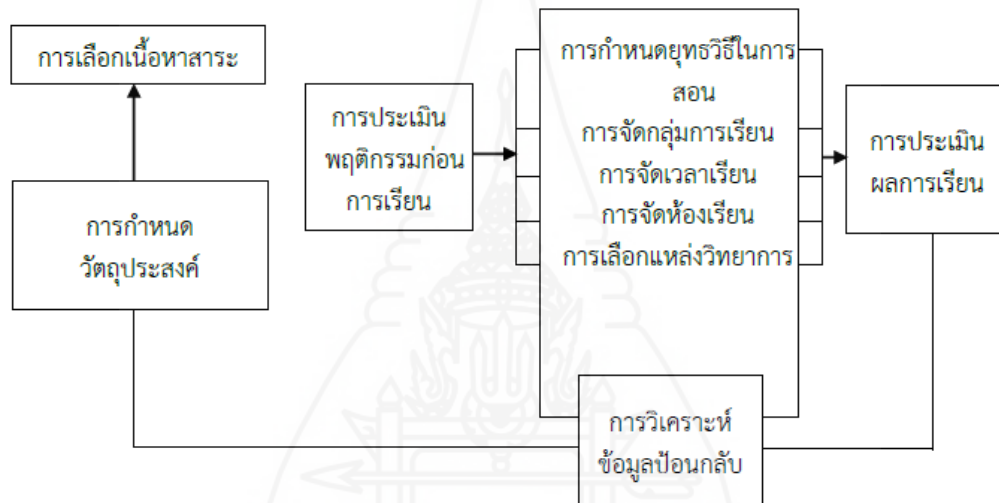 การเลือกเนื้อหาสาระ
การกำหนด
วัตถุประสงค์
การประเมิน
พฤติกรรมก่อน
การเรียน
การกำหนดยุทธวิธีในการ
สอน
การจัดกลุ่มการเรียน
การจัดเวลาเรียน
การจัดห้องเรียน
การเลือกแหล่งวิทยาการ
การประเมิน
ผลการเรียน
การวิเคราะห์
ข้อมูลป้อนกลับ